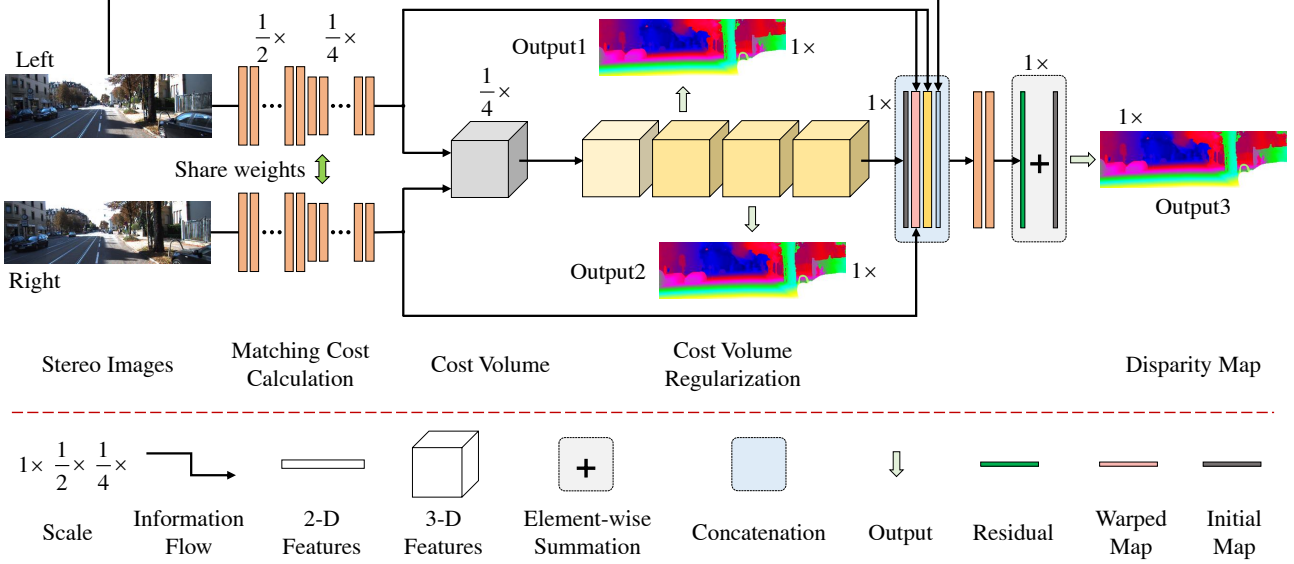 Left
1/2× 1/4×
Output1
1×
1/4×
1×
1×
1×
Share weights
+
Output3
Right
Output2
1×
Stereo Images
Matching Cost
Calculation
Cost Volume
Cost Volume
Regularization
Disparity Map
1× 1/2× 1/4×
+
Scale
Information
Flow
2-D
Features
3-D
Features
Element-wise
Summation
Concatenation
Output
Residual
Warped
Map
Initial
Map